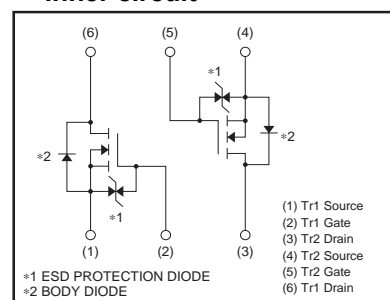 Inner circuit
(6) (5) (4)
*1
*2 *2
*1
(1) (2) (3)
(1) Tr1 Source
(2) Tr1 Gate
(3) Tr2 Drain
(4) Tr2 Source
(5) Tr2 Gate
(6) Tr1 Drain
*1 ESD PROTECTION DIODE
*2 BODY DIODE